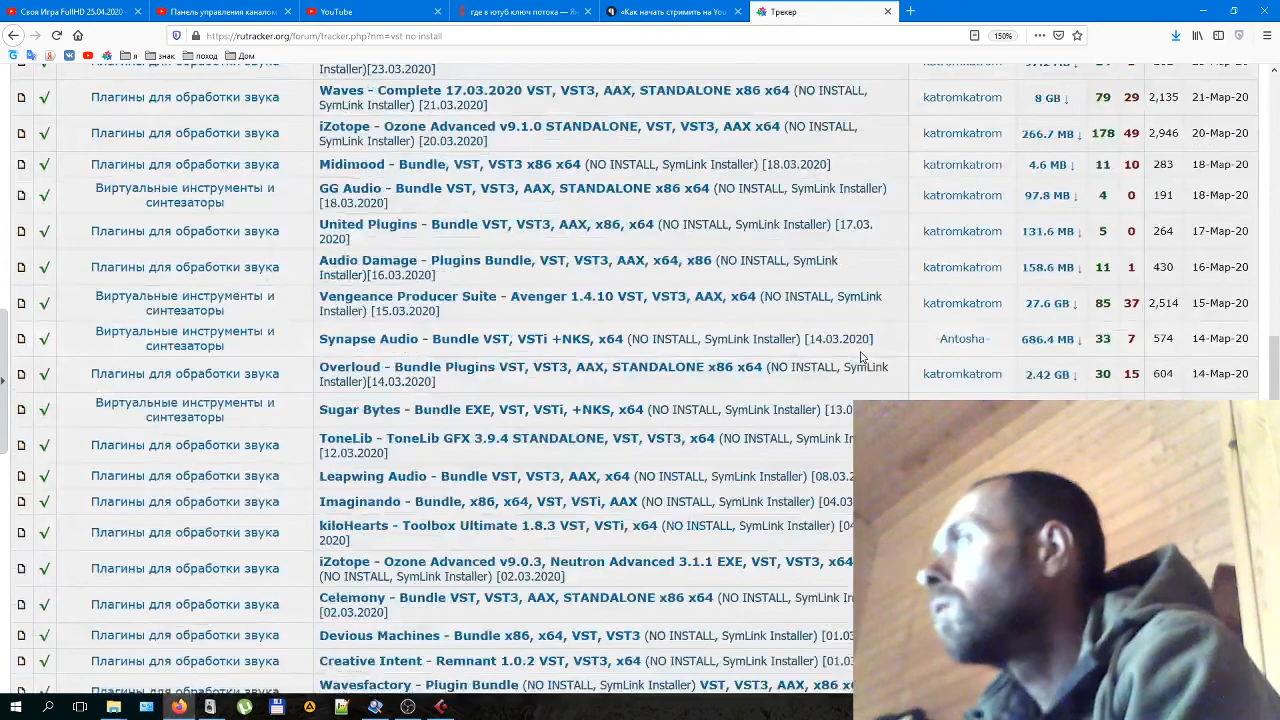 Своя Игра FullHD 25.04.2020 -
Панель управления каналом
YouTube
где в ютуб ключ потока — Ян
«Как начать стримить на You
Трекер
https://rutracker.org/forum/tracker.php?nm=vst no install
150%
я
знак
поход
Дом
Installer)[23.03.2020]
Плагины для обработки звука
Waves - Complete 17.03.2020 VST, VST3, AAX, STANDALONE x86 x64 (NO INSTALL,
SymLink Installer) [21.03.2020]
katromkatrom 8 GB ↓ 79 29 2,135 21-Мар-20
Плагины для обработки звука
iZotope - Ozone Advanced v9.1.0 STANDALONE, VST, VST3, AAX x64 (NO INSTALL,
SymLink Installer) [20.03.2020]
katromkatrom 266.7 MB ↓ 178 49 2,946 20-Мар-20
Плагины для обработки звука
Midimood - Bundle, VST, VST3 x86 x64 (NO INSTALL, SymLink Installer) [18.03.2020]
katromkatrom 4.6 MB ↓ 11 10 283 18-Мар-20
Виртуальные инструменты и
синтезаторы
GG Audio - Bundle VST, VST3, AAX, STANDALONE x86 x64 (NO INSTALL, SymLink Installer)
[18.03.2020]
katromkatrom 97.8 MB ↓ 4 0 191 18-Мар-20
Плагины для обработки звука
United Plugins - Bundle VST, VST3, AAX, x86, x64 (NO INSTALL, SymLink Installer) [17.03.
2020]
katromkatrom 131.6 MB ↓ 5 0 264 17-Мар-20
Плагины для обработки звука
Audio Damage - Plugins Bundle, VST, VST3, AAX, x64, x86 (NO INSTALL, SymLink
Installer)[16.03.2020]
katromkatrom 158.6 MB ↓ 11 1 430 16-Мар-20
Виртуальные инструменты и
синтезаторы
Vengeance Producer Suite - Avenger 1.4.10 VST, VST3, AAX, x64 (NO INSTALL, SymLink
Installer) [15.03.2020]
katromkatrom 27.6 GB ↓ 85 37 2,514 15-Мар-20
Виртуальные инструменты и
синтезаторы
Synapse Audio - Bundle VST, VSTi +NKS, x64 (NO INSTALL, SymLink Installer) [14.03.2020]
-Antosha- 686.4 MB ↓ 33 7 574 14-Мар-20
Плагины для обработки звука
Overloud - Bundle Plugins VST, VST3, AAX, STANDALONE x86 x64 (NO INSTALL, SymLink
Installer)[14.03.2020]
katromkatrom 2.42 GB ↓ 30 15 604 14-Мар-20
Виртуальные инструменты и
синтезаторы
Sugar Bytes - Bundle EXE, VST, VSTi, +NKS, x64 (NO INSTALL, SymLink Installer) [13.0
Плагины для обработки звука
ToneLib - ToneLib GFX 3.9.4 STANDALONE, VST, VST3, x64 (NO INSTALL, SymLink In
[12.03.2020]
Плагины для обработки звука
Leapwing Audio - Bundle VST, VST3, AAX, x64 (NO INSTALL, SymLink Installer) [08.03.2
Плагины для обработки звука
Imaginando - Bundle, x86, x64, VST, VSTi, AAX (NO INSTALL, SymLink Installer) [04.03
Плагины для обработки звука
kiloHearts - Toolbox Ultimate 1.8.3 VST, VSTi, x64 (NO INSTALL, SymLink Installer) [04
2020]
Плагины для обработки звука
iZotope - Ozone Advanced v9.0.3, Neutron Advanced 3.1.1 EXE, VST, VST3, x64
(NO INSTALL, SymLink Installer) [02.03.2020]
Плагины для обработки звука
Celemony - Bundle VST, VST3, AAX, STANDALONE x86 x64 (NO INSTALL, SymLink Ins
[02.03.2020]
Плагины для обработки звука
Devious Machines - Bundle x86, x64, VST, VST3 (NO INSTALL, SymLink Installer) [01.03
Плагины для обработки звука
Creative Intent - Remnant 1.0.2 VST, VST3, x64 (NO INSTALL, SymLink Installer) [01.03
Плагины для обработки звука
Wavesfactory - Plugin Bundle VST, VST3, AAX, x86 x6